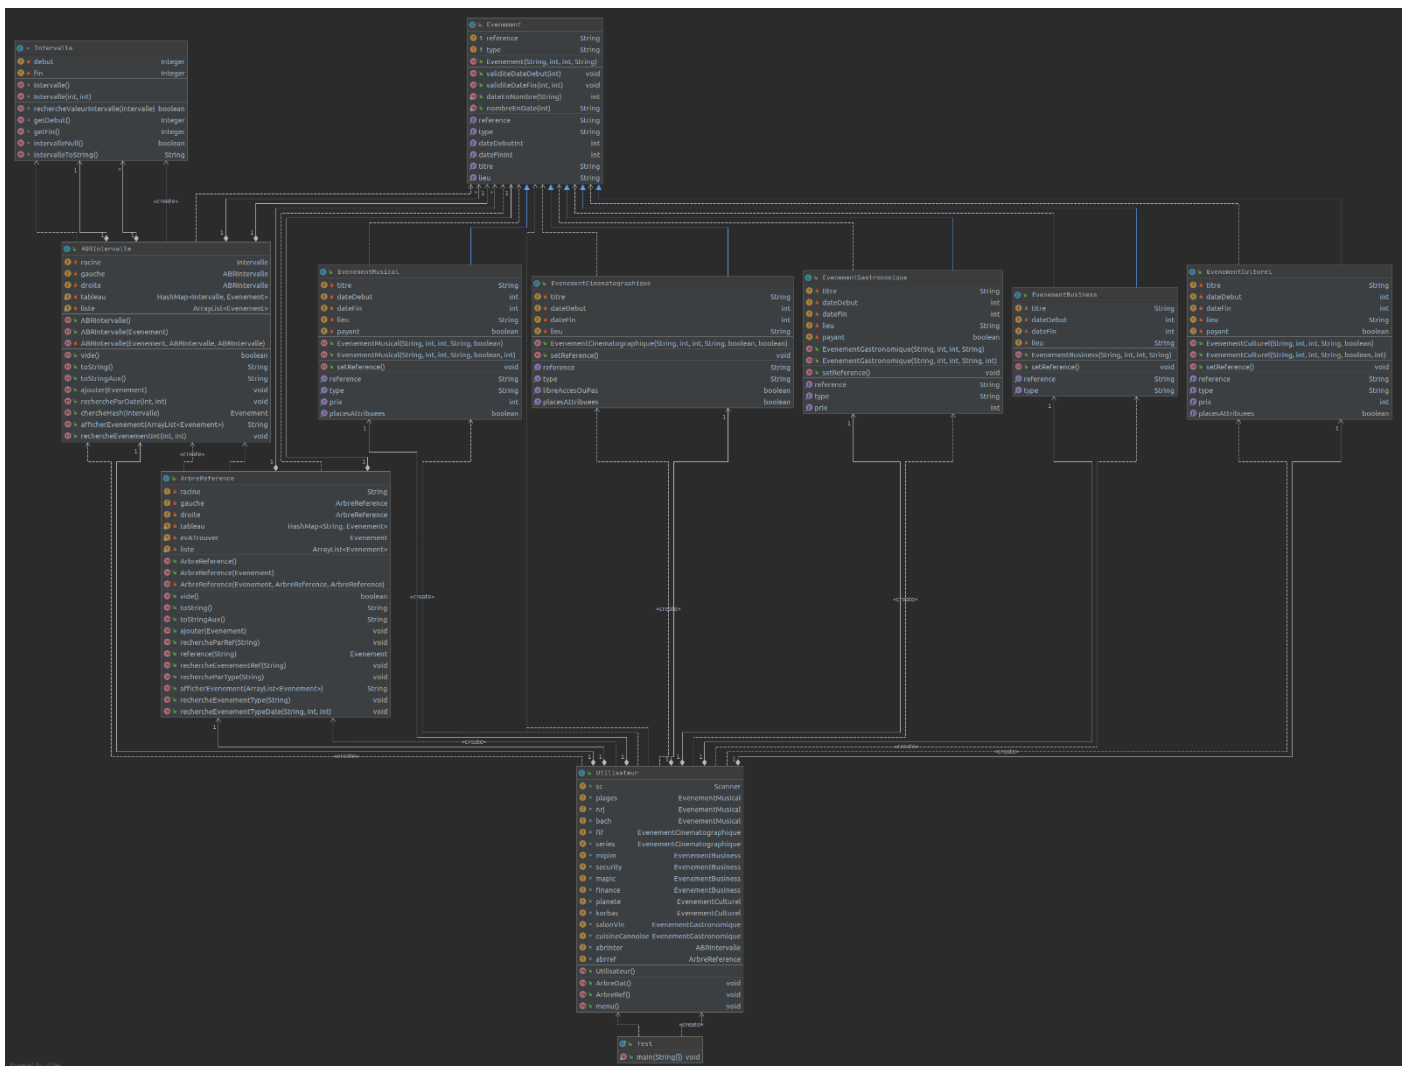 Evenement
reference String
type String
Evenement(String, int, int, String)
validiteDateDebut(int) void
validiteDateFin(int, int) void
dateEnNombre(String) int
nombreEnDate(int) String
reference String
type String
dateDebutInt int
dateFinInt int
titre String
lieu String
Intervalle
debut Integer
fin Integer
Intervalle()
Intervalle(int, int)
rechercheValeurIntervalle(Intervalle) boolean
getDebut() Integer
getFin() Integer
intervalleNull() boolean
intervalleToString() String
«create»
ABRIntervalle
racine Intervalle
gauche ABRIntervalle
droite ABRIntervalle
tableau HashMap<Intervalle, Evenement>
liste ArrayList<Evenement>
ABRIntervalle()
ABRIntervalle(Evenement)
ABRIntervalle(Evenement, ABRIntervalle, ABRIntervalle)
vide() boolean
toString() String
toStringAux() String
ajouter(Evenement) void
rechercheParDate(int, int) void
chercheHash(Intervalle) Evenement
afficherEvenement(ArrayList<Evenement>) String
rechercheEvenementInt(int, int) void
EvenementMusical
titre String
dateDebut int
dateFin int
lieu String
payant boolean
EvenementMusical(String, int, int, String, boolean)
EvenementMusical(String, int, int, String, boolean, int)
setReference() void
reference String
type String
prix int
placesAttribuees boolean
EvenementCinematographique
titre String
dateDebut int
dateFin int
lieu String
EvenementCinematographique(String, int, int, String, boolean, boolean)
setReference() void
reference String
type String
libreAccesOuPas boolean
placesAttribuees boolean
EvenementGastronomique
titre String
dateDebut int
dateFin int
lieu String
payant boolean
EvenementGastronomique(String, int, int, String)
EvenementGastronomique(String, int, int, String, int)
setReference() void
reference String
type String
prix int
EvenementBusiness
titre String
dateDebut int
dateFin int
lieu String
EvenementBusiness(String, int, int, String)
setReference() void
reference String
type String
EvenementCulturel
titre String
dateDebut int
dateFin int
lieu String
payant boolean
EvenementCulturel(String, int, int, String, boolean)
EvenementCulturel(String, int, int, String, boolean, int)
setReference() void
reference String
type String
prix int
placesAttribuees boolean
«create»
ArbreReference
racine String
gauche ArbreReference
droite ArbreReference
tableau HashMap<String, Evenement>
evATrouver Evenement
liste ArrayList<Evenement>
ArbreReference()
ArbreReference(Evenement)
ArbreReference(Evenement, ArbreReference, ArbreReference)
vide() boolean
toString() String
toStringAux() String
ajouter(Evenement) void
rechercheParRef(String) void
reference(String) Evenement
rechercheEvenementRef(String) void
rechercheParType(String) void
afficherEvenement(ArrayList<Evenement>) String
rechercheEvenementType(String) void
rechercheEvenementTypeDate(String, int, int) void
«create»
«create»
«create»
«create»
«create»
«create»
«create»
Utilisateur
sc Scanner
plages EvenementMusical
nrj EvenementMusical
bach EvenementMusical
fif EvenementCinematographique
series EvenementCinematographique
mipim EvenementBusiness
security EvenementBusiness
mapic EvenementBusiness
finance EvenementBusiness
planete EvenementCulturel
korbas EvenementCulturel
salonVin EvenementGastronomique
cuisineCannoise EvenementGastronomique
abrinter ABRIntervalle
abrref ArbreReference
Utilisateur()
ArbreDat() void
ArbreRef() void
menu() void
«create»
Test
main(String[]) void
Powered by yFiles